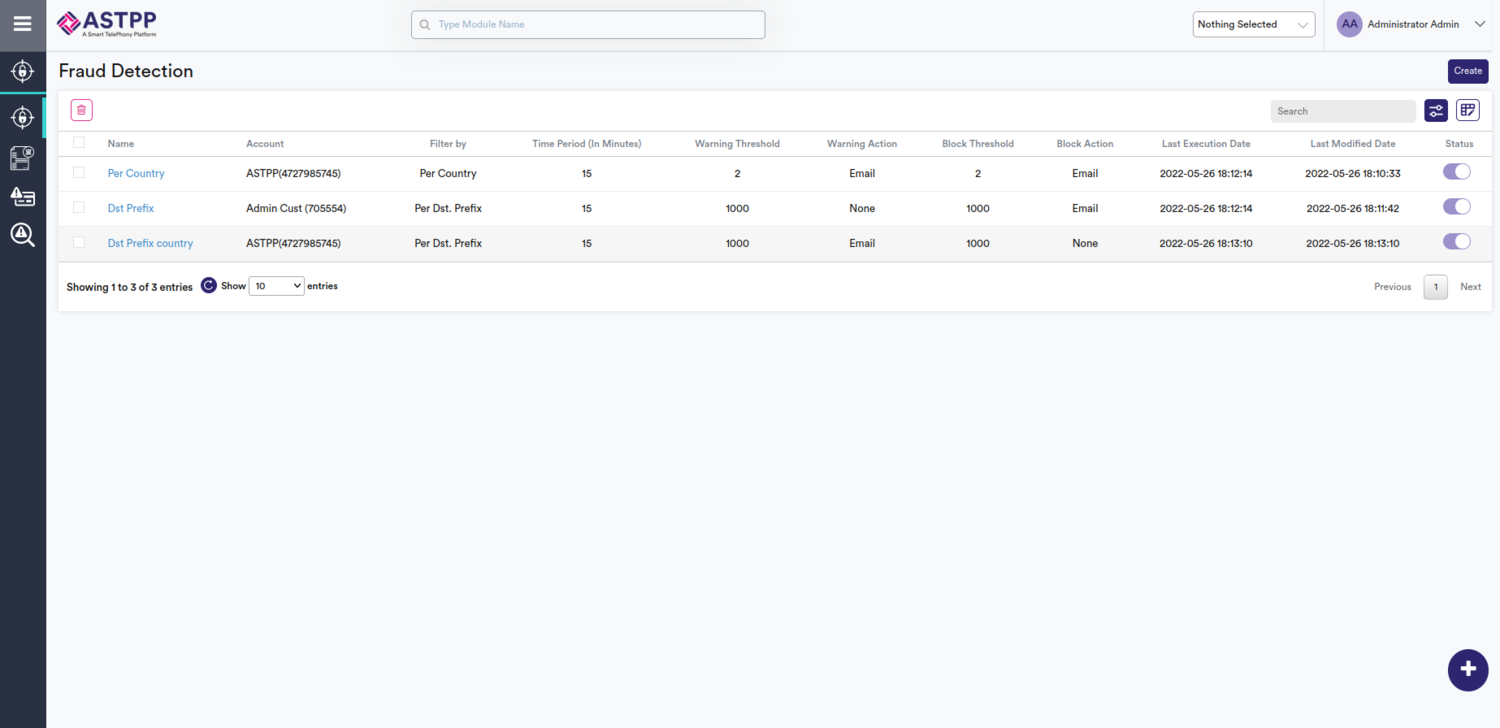 ASTPP
A Smart TelePhony Platform
Type Module Name
Nothing Selected
AA Administrator Admin
Fraud Detection
Create
Search
Name Account Filter by Time Period (In Minutes) Warning Threshold Warning Action Block Threshold Block Action Last Execution Date Last Modified Date Status
Per Country ASTPP(4727985745) Per Country 15 2 Email 2 Email 2022-05-26 18:12:14 2022-05-26 18:10:33
Dst Prefix Admin Cust (705554) Per Dst. Prefix 15 1000 None 1000 Email 2022-05-26 18:12:14 2022-05-26 18:11:42
Dst Prefix country ASTPP(4727985745) Per Dst. Prefix 15 1000 Email 1000 None 2022-05-26 18:13:10 2022-05-26 18:13:10
Showing 1 to 3 of 3 entries Show 10 entries Previous 1 Next